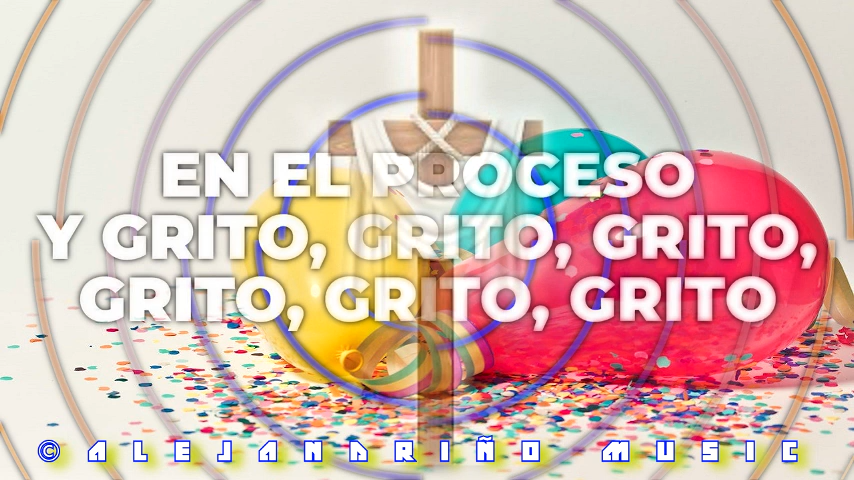 EN EL PROCESO
Y GRITO, GRITO, GRITO,
GRITO, GRITO, GRITO
© ALEJANDRIÑO MUSIC